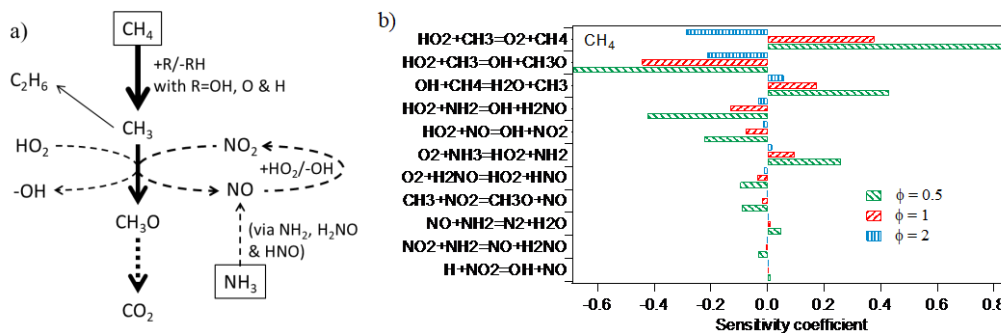 a)
CH4
+R/-RH
with R=OH, O & H
C2H6
CH3
HO2
NO2
+HO2/-OH
-OH
NO
CH3O
(via NH2, H2NO
& HNO)
NH3
CO2
b)
CH4
HO2+CH3=O2+CH4
HO2+CH3=OH+CH3O
OH+CH4=H2O+CH3
HO2+NH2=OH+H2NO
HO2+NO=OH+NO2
O2+NH3=HO2+NH2
O2+H2NO=HO2+HNO
CH3+NO2=CH3O+NO
NO+NH2=N2+H2O
NO2+NH2=NO+H2NO
H+NO2=OH+NO
ϕ = 0.5
ϕ = 1
ϕ = 2
-0.6 -0.4 -0.2 0.0 0.2 0.4 0.6 0.8
Sensitivity coefficient